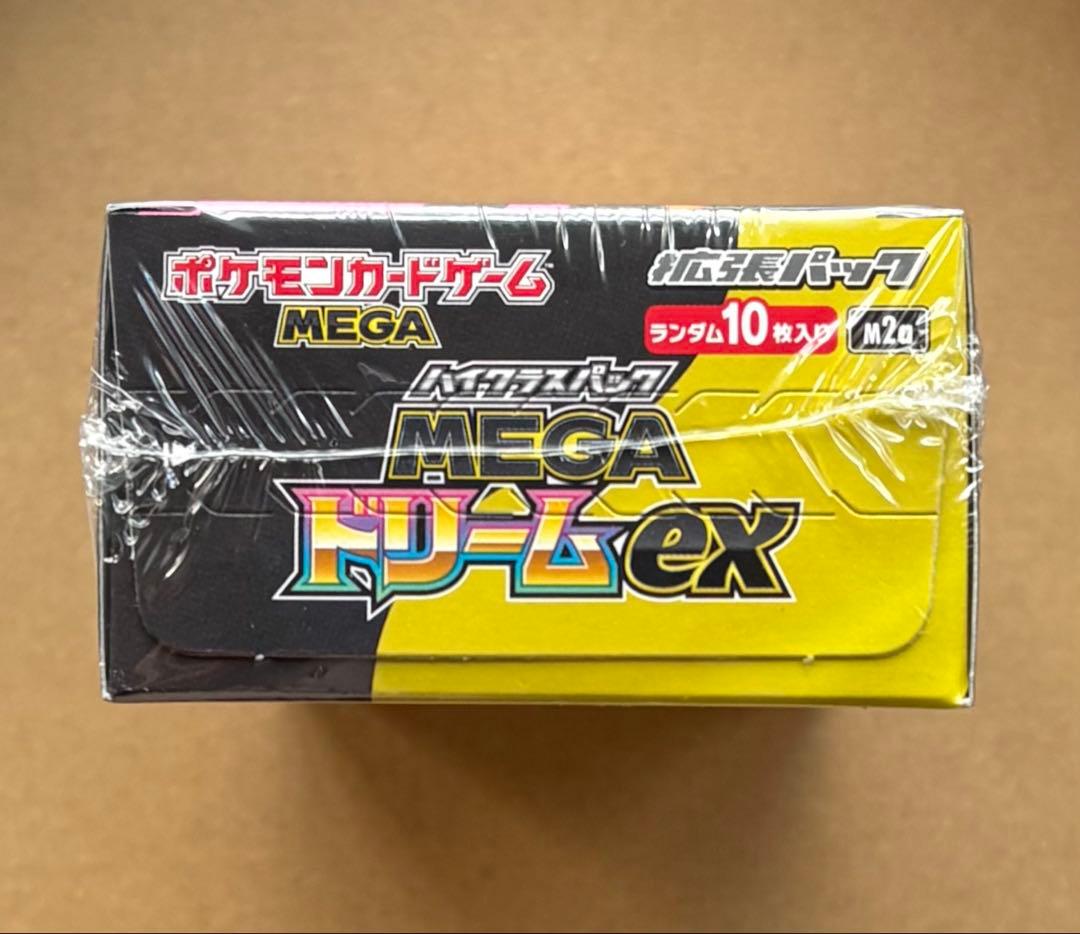 ポケモンカードゲーム
MEGA
拡張パック
ランダム10枚入り
M2a
ハイクラスパック
MEGA
ドリームex